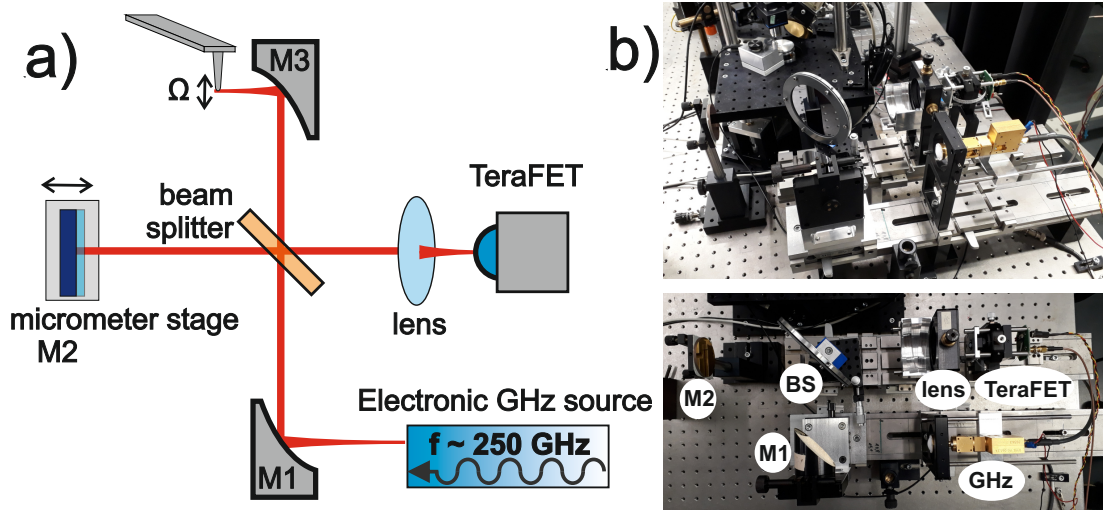 a)
M3
Ω
TeraFET
beam
splitter
micrometer stage
M2
lens
Electronic GHz source
f ~ 250 GHz
M1
b)
M2
BS
lens
TeraFET
M1
GHz